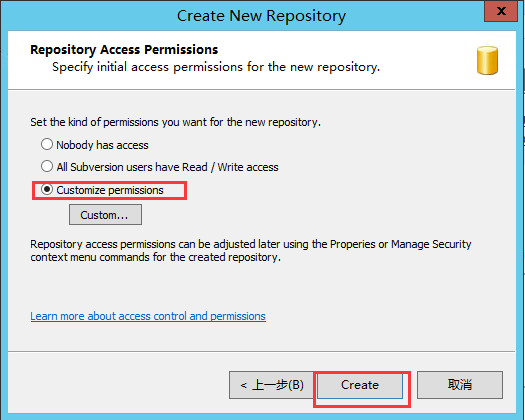 Create New Repository
x
Repository Access Permissions
Specify initial access permissions for the new repository.
Set the kind of permissions you want for the new repository.
Nobody has access
All Subversion users have Read / Write access
Customize permissions
Custom...
Repository access permissions can be adjusted later using the Properies or Manage Security
context menu commands for the created repository.
Learn more about access control and permissions
< 上一步(B)
Create
取消